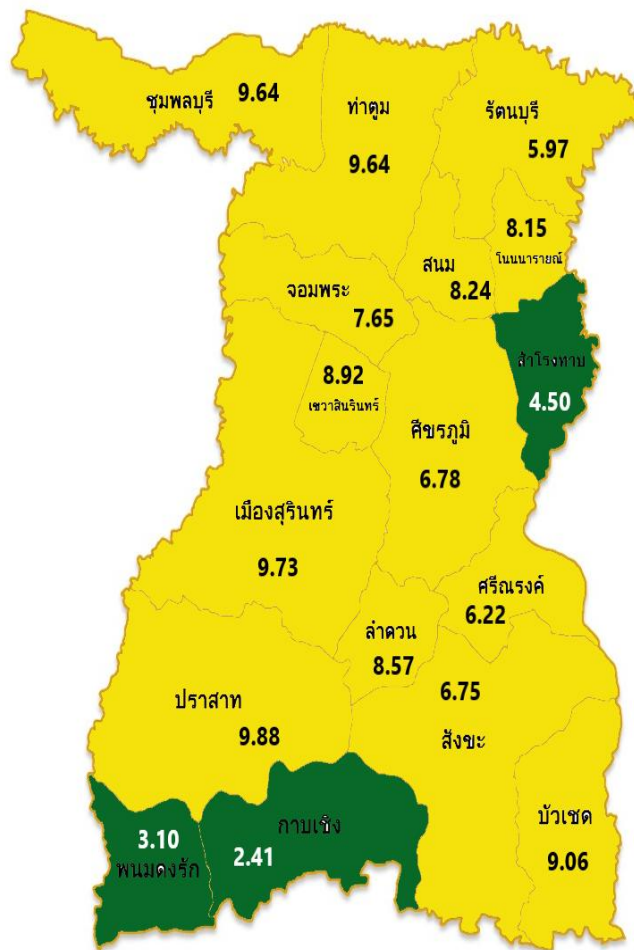 ชุมพลบุรี 9.64
ท่าตูม
9.64
รัตนบุรี
5.97
8.15
โนนนารายณ์
สนม
8.24
จอมพระ
7.65
สำโรงทาบ
4.50
8.92
เขวาสินรินทร์
ศีขรภูมิ
6.78
เมืองสุรินทร์
9.73
ศรีณรงค์
6.22
ลำดวน
8.57
6.75
สังขะ
ปราสาท
9.88
บัวเชด
9.06
กาบเชิง
2.41
3.10
พนมดงรัก